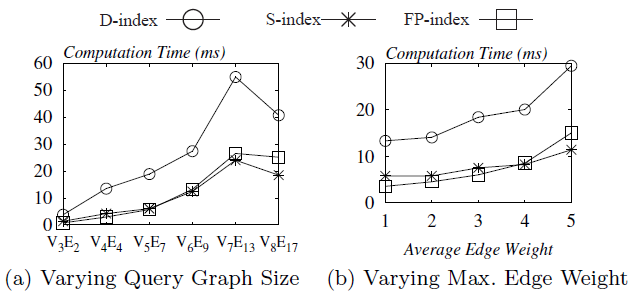 D-index S-index FP-index
Computation Time (ms)
60
50
40
30
20
10
0
V3E2 V4E4 V5E7 V6E9 V7E13 V8E17
(a) Varying Query Graph Size
Computation Time (ms)
30
20
10
0
1 2 3 4 5
Average Edge Weight
(b) Varying Max. Edge Weight